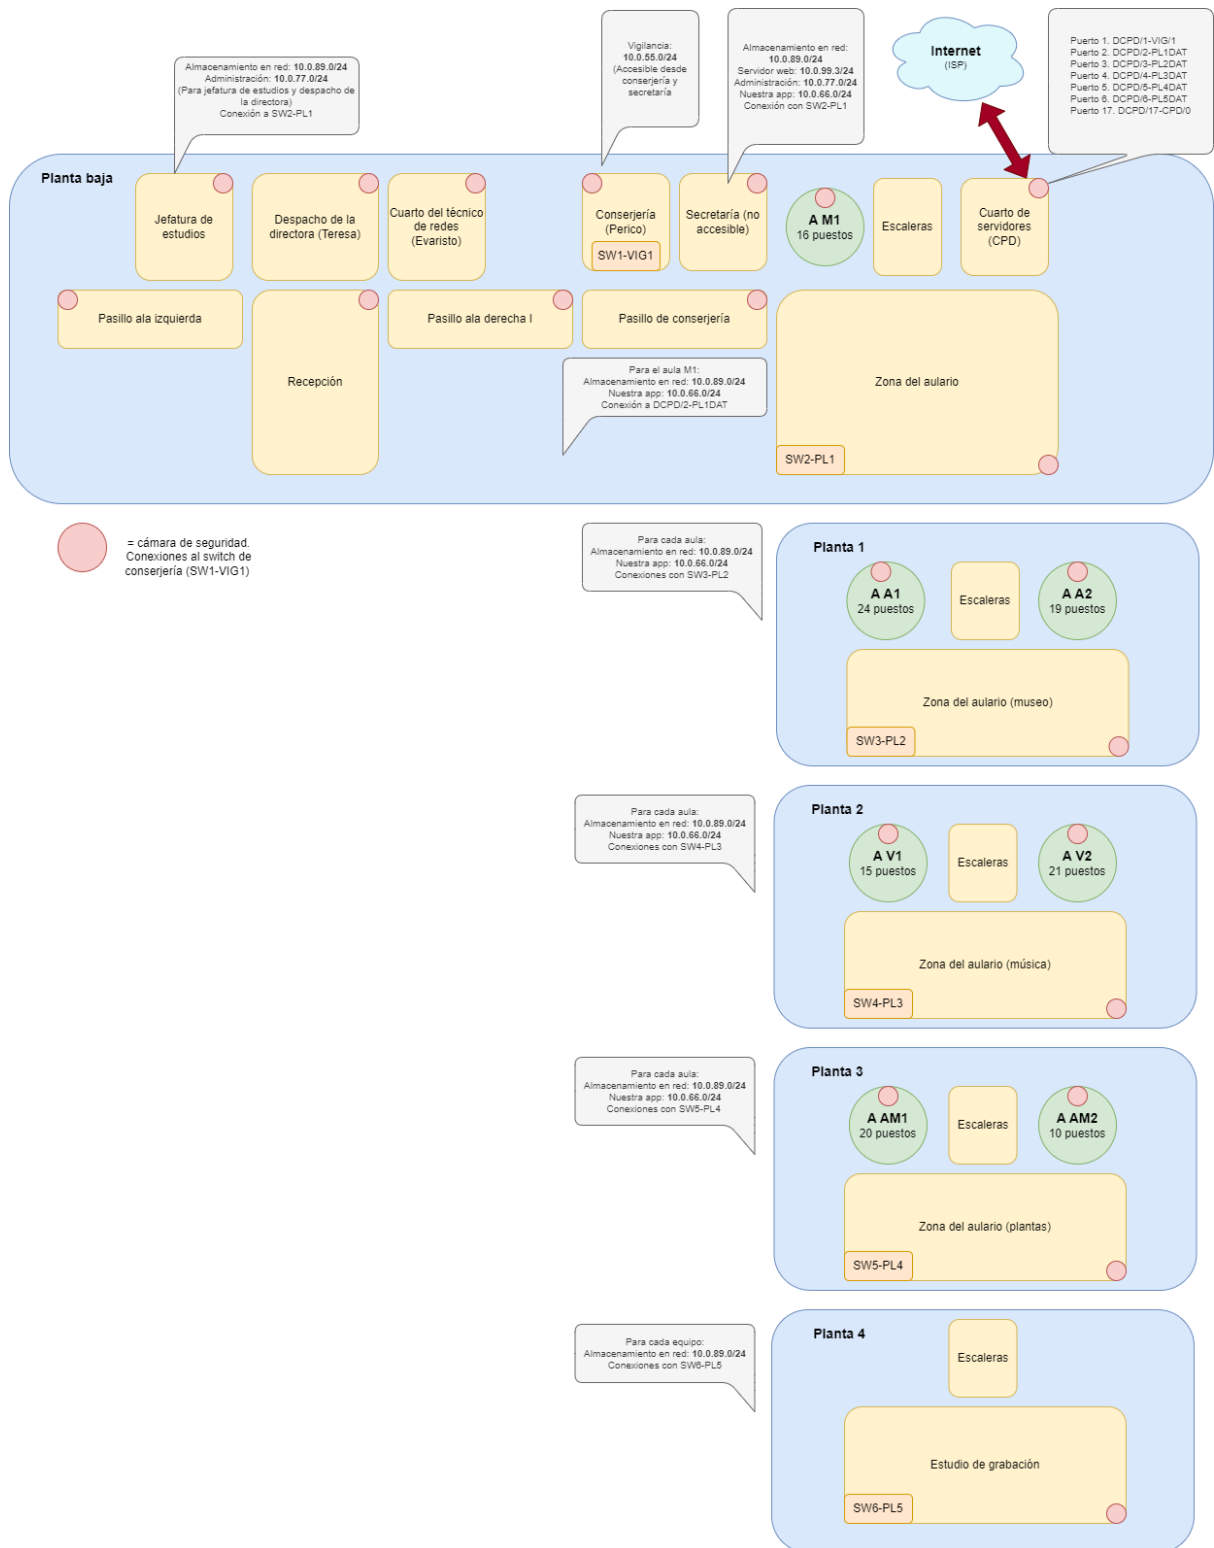 Almacenamiento en red: 10.0.89.0/24
Administración: 10.0.77.0/24
(Para jefatura de estudios y despacho de
la directora)
Conexión a SW2-PL1
Vigilancia:
10.0.55.0/24
(Accesible desde
conserjería y
secretaría
Almacenamiento en red:
10.0.89.0/24
Servidor web: 10.0.99.3/24
Administración: 10.0.77.0/24
Nuestra app: 10.0.66.0/24
Conexión con SW2-PL1
Internet
(ISP)
Puerto 1. DCPD/1-VIG/1
Puerto 2. DCPD/2-PL1DAT
Puerto 3. DCPD/3-PL2DAT
Puerto 4. DCPD/4-PL3DAT
Puerto 5. DCPD/5-PL4DAT
Puerto 6. DCPD/6-PL5DAT
Puerto 17. DCPD/17-CPD/0
Planta baja
Jefatura de
estudios
Despacho de la
directora (Teresa)
Cuarto del técnico
de redes
(Evaristo)
Conserjería
(Perico)
SW1-VIG1
Secretaría (no
accesible)
A M1
16 puestos
Escaleras
Cuarto de
servidores
(CPD)
Pasillo ala izquierda
Recepción
Pasillo ala derecha I
Pasillo de conserjería
Zona del aulario
SW2-PL1
Para el aula M1:
Almacenamiento en red: 10.0.89.0/24
Nuestra app: 10.0.66.0/24
Conexión a DCPD/2-PL1DAT
= cámara de seguridad.
Conexiones al switch de
conserjería (SW1-VIG1)
Para cada aula:
Almacenamiento en red: 10.0.89.0/24
Nuestra app: 10.0.66.0/24
Conexiones con SW3-PL2
Planta 1
A A1
24 puestos
Escaleras
A A2
19 puestos
Zona del aulario (museo)
SW3-PL2
Para cada aula:
Almacenamiento en red: 10.0.89.0/24
Nuestra app: 10.0.66.0/24
Conexiones con SW4-PL3
Planta 2
A V1
15 puestos
Escaleras
A V2
21 puestos
Zona del aulario (música)
SW4-PL3
Para cada aula:
Almacenamiento en red: 10.0.89.0/24
Nuestra app: 10.0.66.0/24
Conexiones con SW5-PL4
Planta 3
A AM1
20 puestos
Escaleras
A AM2
10 puestos
Zona del aulario (plantas)
SW5-PL4
Para cada equipo:
Almacenamiento en red: 10.0.89.0/24
Conexiones con SW6-PL5
Planta 4
Escaleras
Estudio de grabación
SW6-PL5